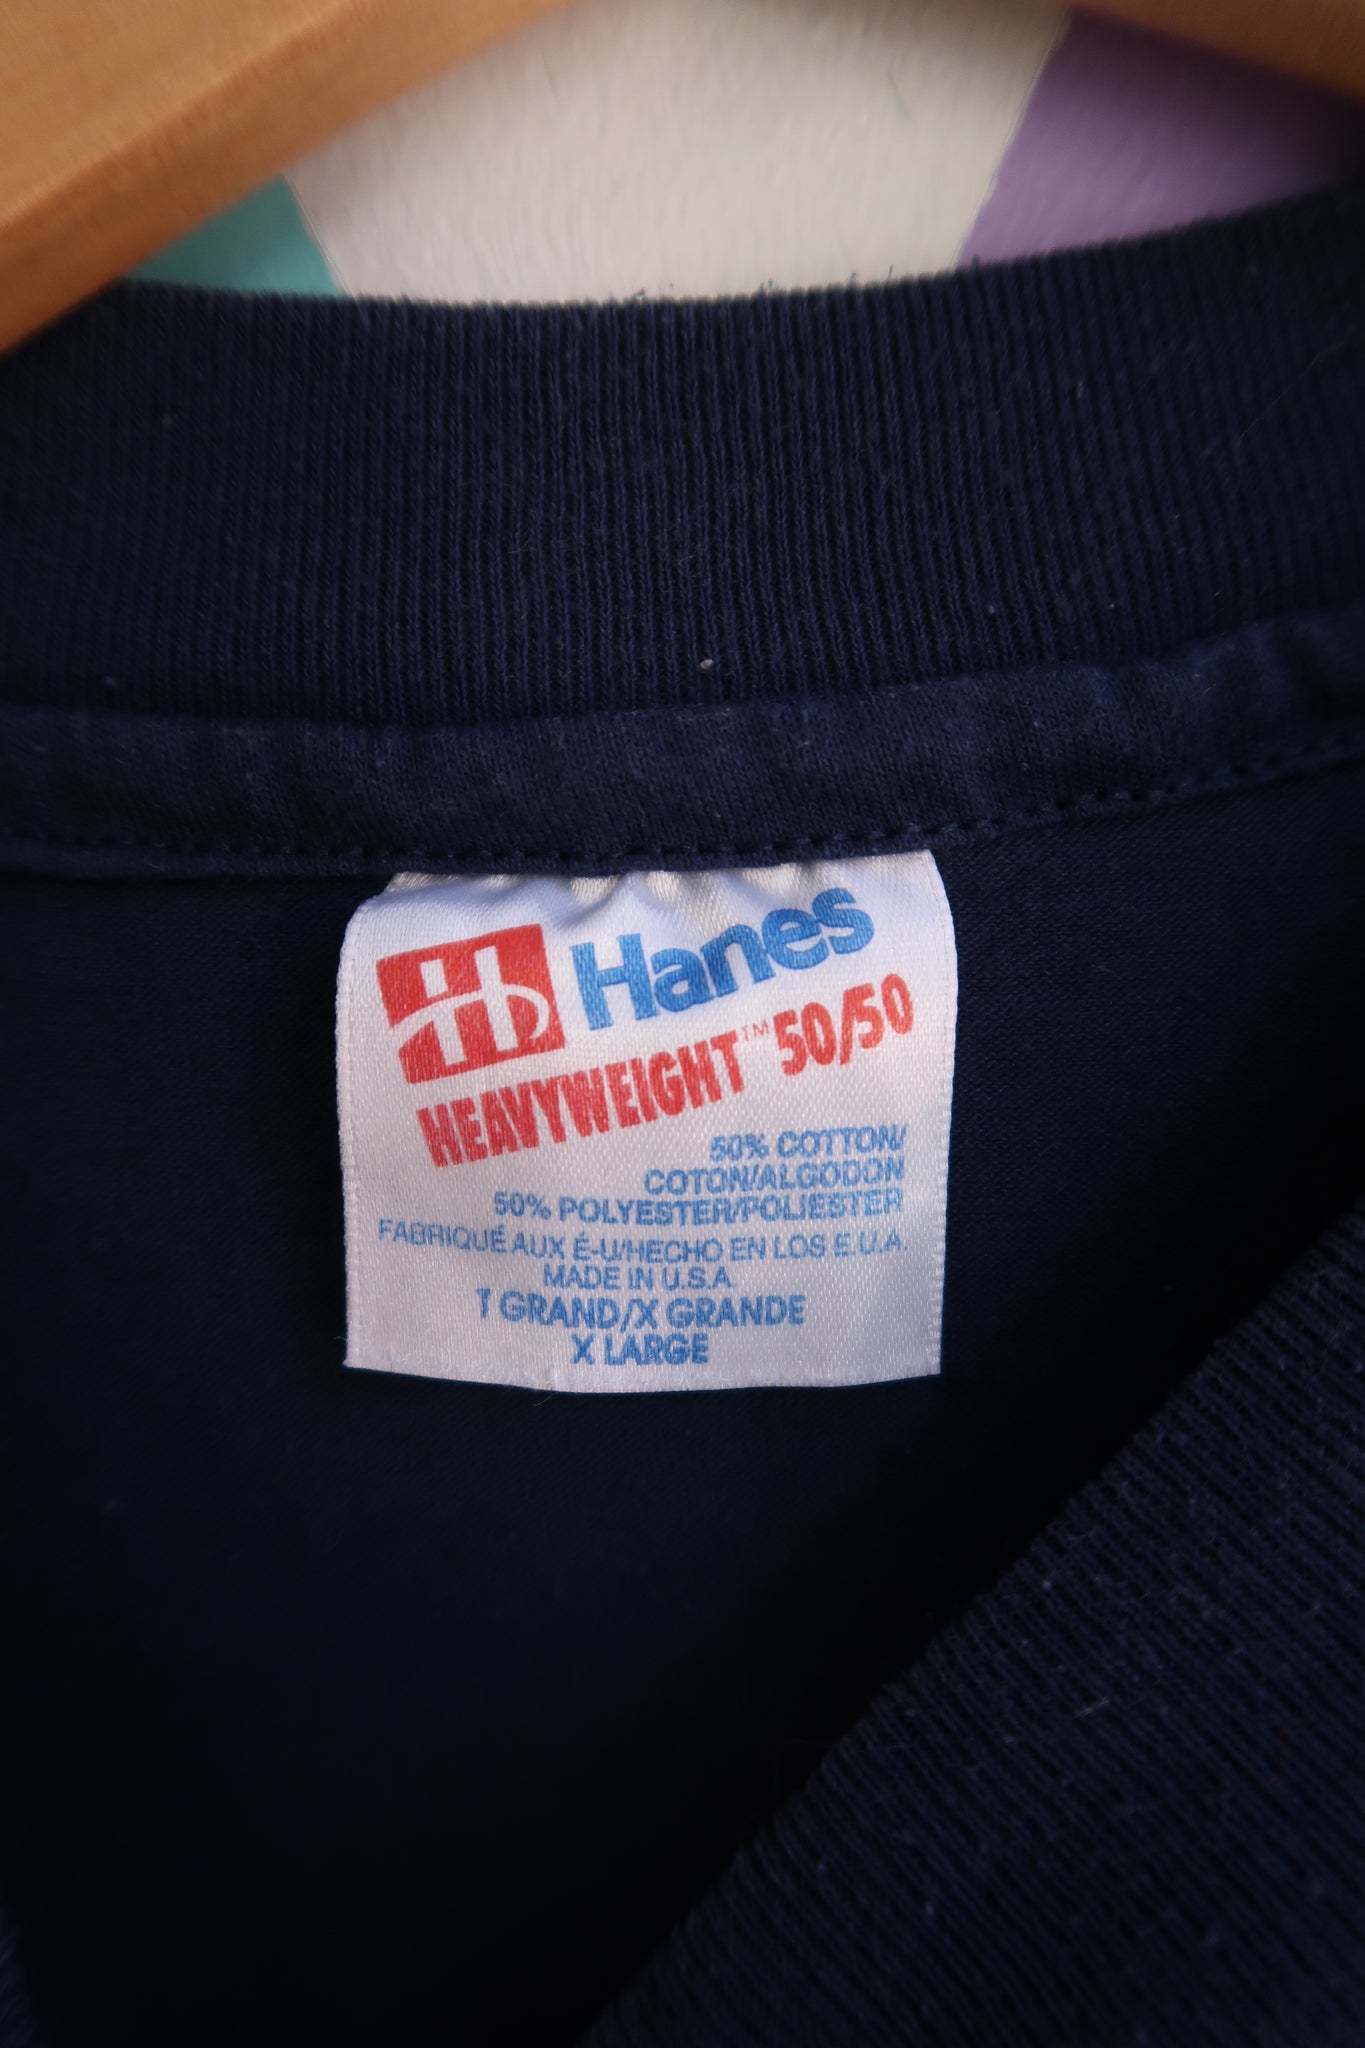 H Hanes
HEAVYWEIGHT™ 50/50
50% COTTON/
COTON/ALGODON
50% POLYESTER/POLIESTER
FABRIQUÉ AUX É-U/HECHO EN LOS E.U.A.
MADE IN U.S.A.
T GRAND/X GRANDE
X LARGE